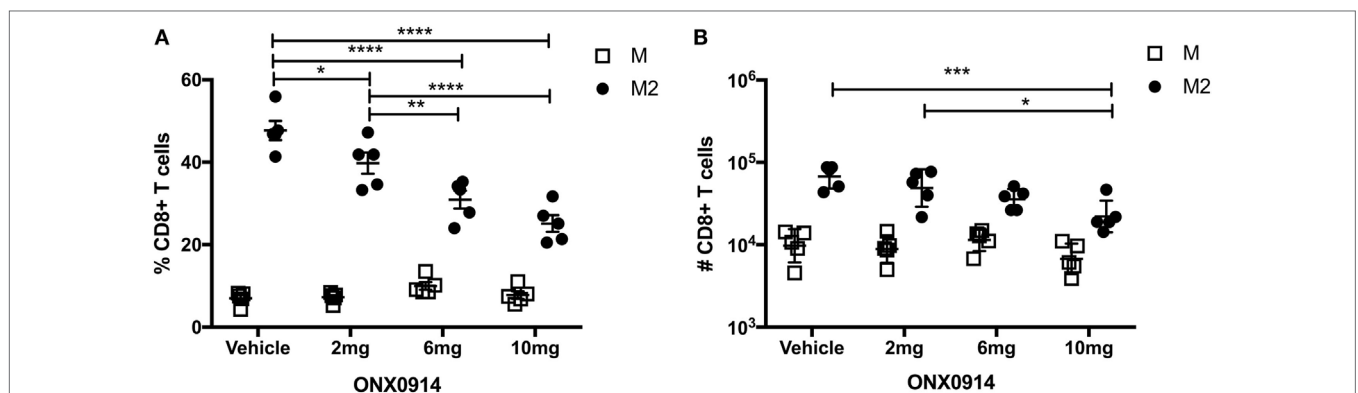 A
****
****
*
****
**
M
M2
60
40
20
0
% CD8+ T cells
Vehicle 2mg 6mg 10mg
ONX0914
B
***
*
M
M2
10⁶
10⁵
10⁴
10³
# CD8+ T cells
Vehicle 2mg 6mg 10mg
ONX0914